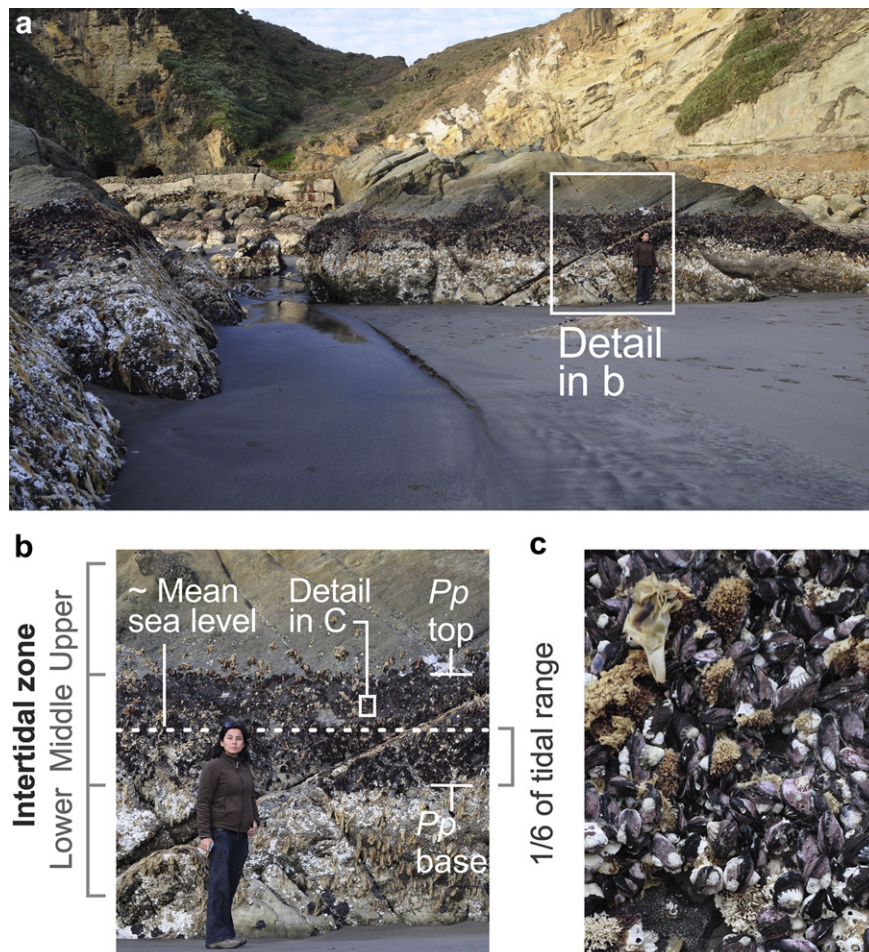 a
Detail
in b
b
c
Intertidal zone
Lower Middle Upper
~ Mean
sea level
Detail
in C
Pp
top
Pp
base
1/6 of tidal range